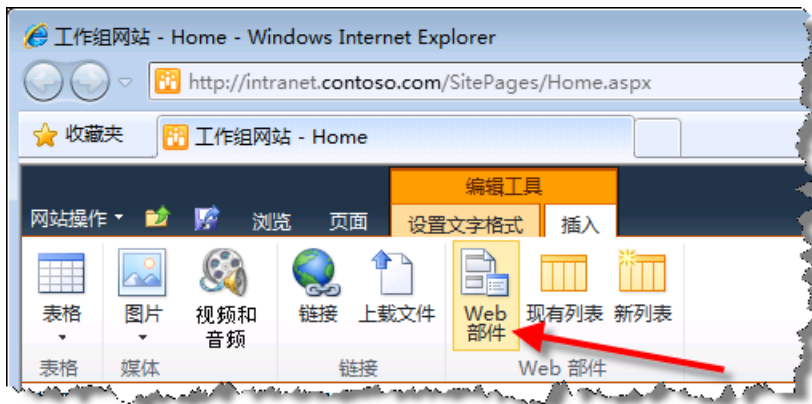 工作组网站 - Home - Windows Internet Explorer
http://intranet.contoso.com/SitePages/Home.aspx
收藏夹
工作组网站 - Home
编辑工具
网站操作 浏览 页面 设置文字格式 插入
表格 图片 视频和音频 链接 上载文件 Web 部件 现有列表 新列表
表格 媒体 链接 Web 部件